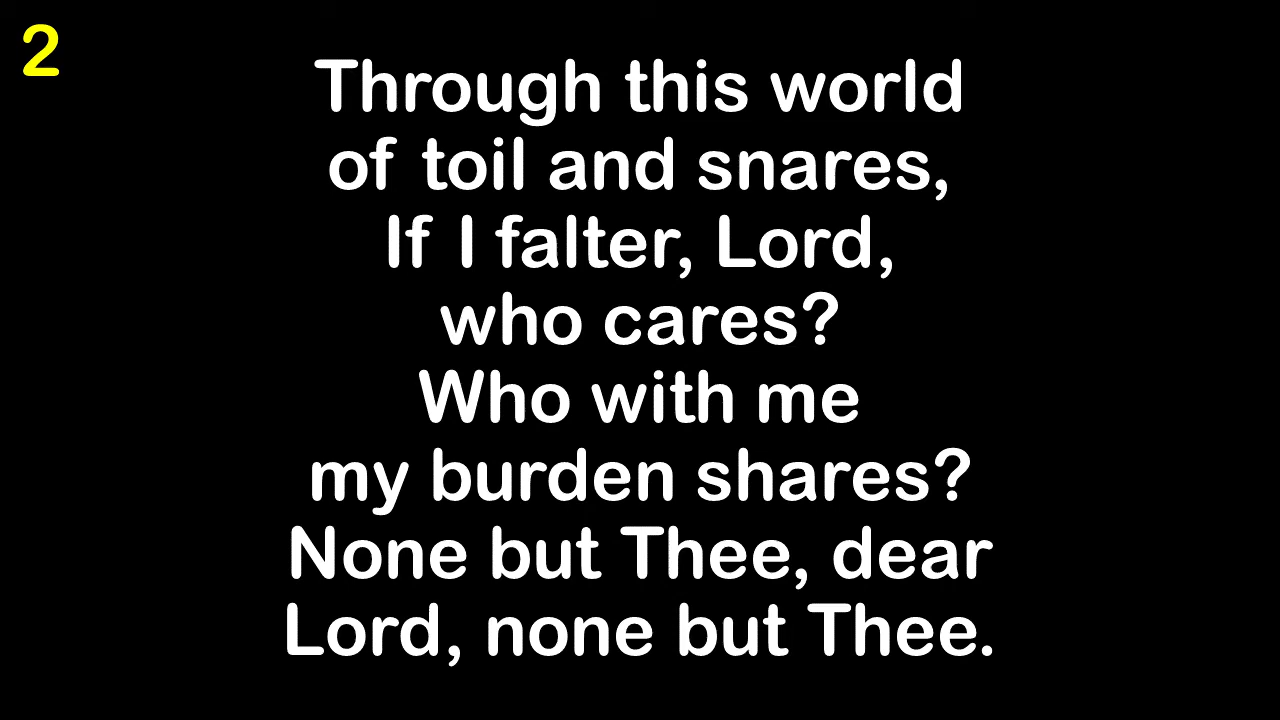 2
Through this world
of toil and snares,
If I falter, Lord,
who cares?
Who with me
my burden shares?
None but Thee, dear
Lord, none but Thee.